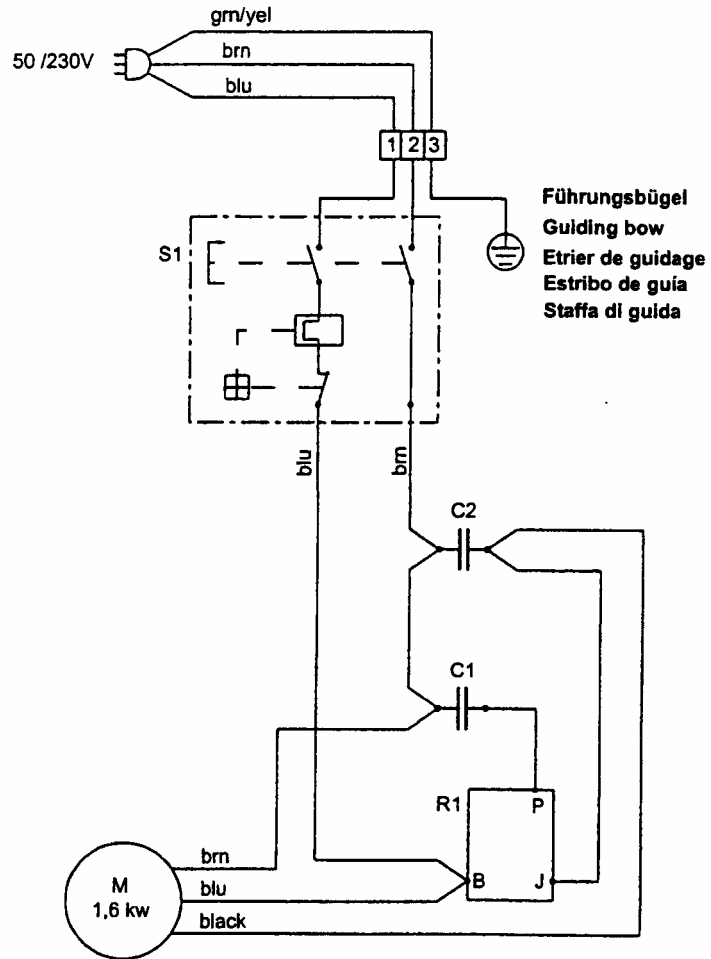 grn/yel
50 /230V
brn
blu
1 2 3
Führungsbügel
Guiding bow
Etrier de guidage
Estribo de guía
Staffa di guida
S1
blu
brn
C2
C1
R1
P
B
J
brn
blu
black
M
1,6 kw